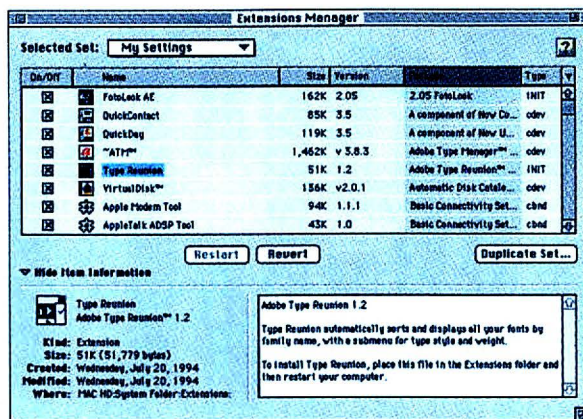 Extensions Manager
Selected Set: My Settings
On/Off Name Size Version Package Type
FotoLook AE 162K 2.05 2.05 FotoLook INIT
QuickContact 85K 3.5 A component of Now Co... cdev
QuickDay 119K 3.5 A component of Now U... cdev
~ATM™ 1,462K v 3.8.3 Adobe Type Manager™ ... cdev
Type Reunion 51K 1.2 Adobe Type Reunion™ ... INIT
VirtualDisk™ 136K v2.0.1 Automatic Disk Catalo... cdev
Apple Modem Tool 94K 1.1.1 Basic Connectivity Set... cbnd
AppleTalk ADSP Tool 43K 1.0 Basic Connectivity Set... cbnd
Restart Revert Duplicate Set...
Hide Item Information
Type Reunion
Adobe Type Reunion™ 1.2
Kind: Extension
Size: 51K (51,779 bytes)
Created: Wednesday, July 20, 1994
Modified: Wednesday, July 20, 1994
Where: MAC HD:System Folder:Extensions:
Adobe Type Reunion 1.2
Type Reunion automatically sorts and displays all your fonts by
family name, with a submenu for type style and weight.
To install Type Reunion, place this file in the Extensions folder and
then restart your computer.